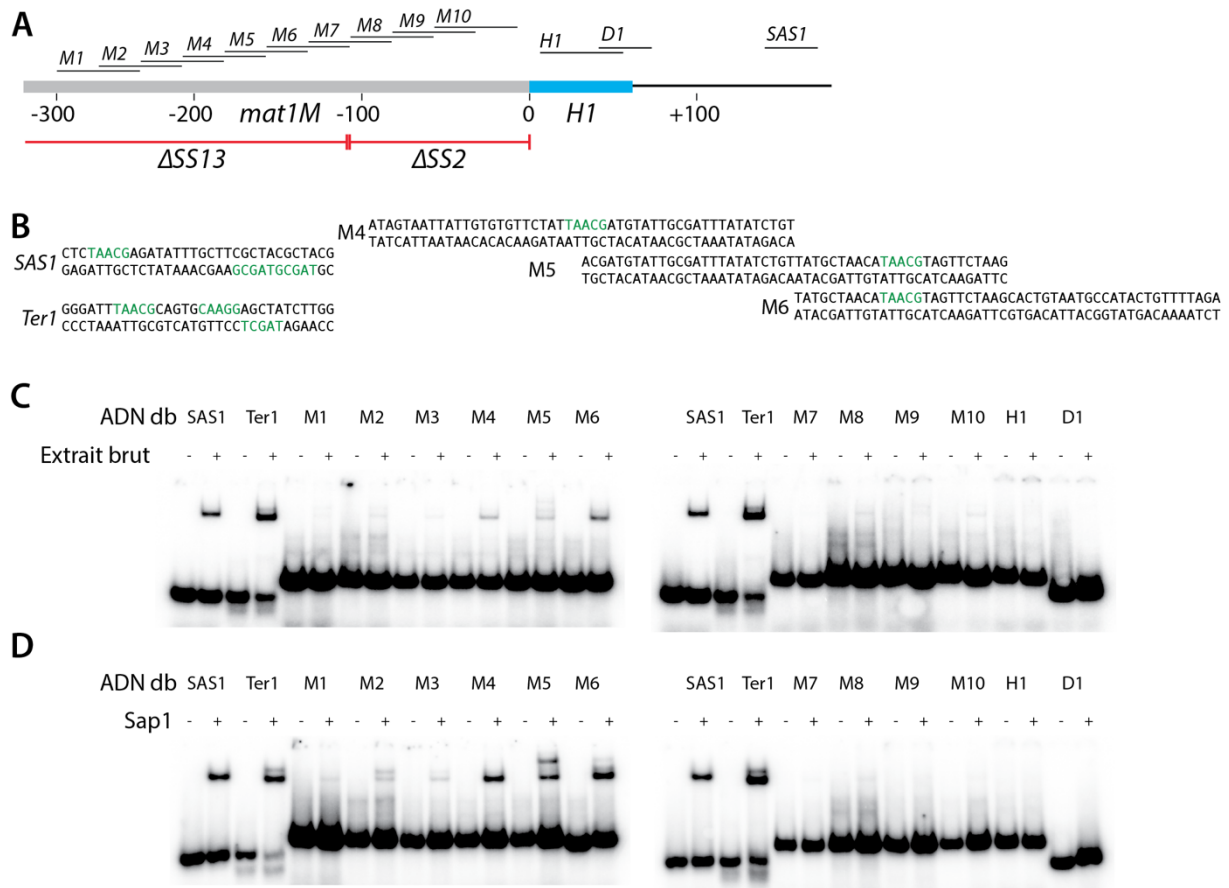 A
M1 M2 M3 M4 M5 M6 M7 M8 M9 M10 H1 D1 SAS1
-300 -200 mat1M -100 0 H1 +100
ΔSS13 ΔSS2
B
SAS1
CTCTAACGAGATATTTGCTTCGCTACGCTACG
GAGATTGCTCTATAAACGAAGCGATGCGATGC
Ter1
GGGATTTAACGCAGTGCAAGGAGCTATCTTGG
CCCTAAATTGCGTCATGTTCCTCGATAGAACC
M4
ATAGTAATTATTGTGTGTTCTATTAACGATGTATTGCGATTTATATCTGT
TATCATTAATAACACACAAGATAATTGCTACATAACGCTAAATATAGACA
M5
ACGATGTATTGCGATTTATATCTGTTATGCTAACATAACGTAGTTCTAAG
TGCTACATAACGCTAAATATAGACAATACGATTGTATTGCATCAAGATTC
M6
TATGCTAACATAACGTAGTTCTAAGCACTGTAATGCCATACTGTTTTAGA
ATACGATTGTATTGCATCAAGATTCGTGACATTACGGTATGACAAAATCT
C
ADN db SAS1 Ter1 M1 M2 M3 M4 M5 M6 SAS1 Ter1 M7 M8 M9 M10 H1 D1
Extrait brut - + - + - + - + - + - + - + - + - + - + - + - + - + - + - + - +
D
ADN db SAS1 Ter1 M1 M2 M3 M4 M5 M6 SAS1 Ter1 M7 M8 M9 M10 H1 D1
Sap1 - + - + - + - + - + - + - + - + - + - + - + - + - + - + - + - +